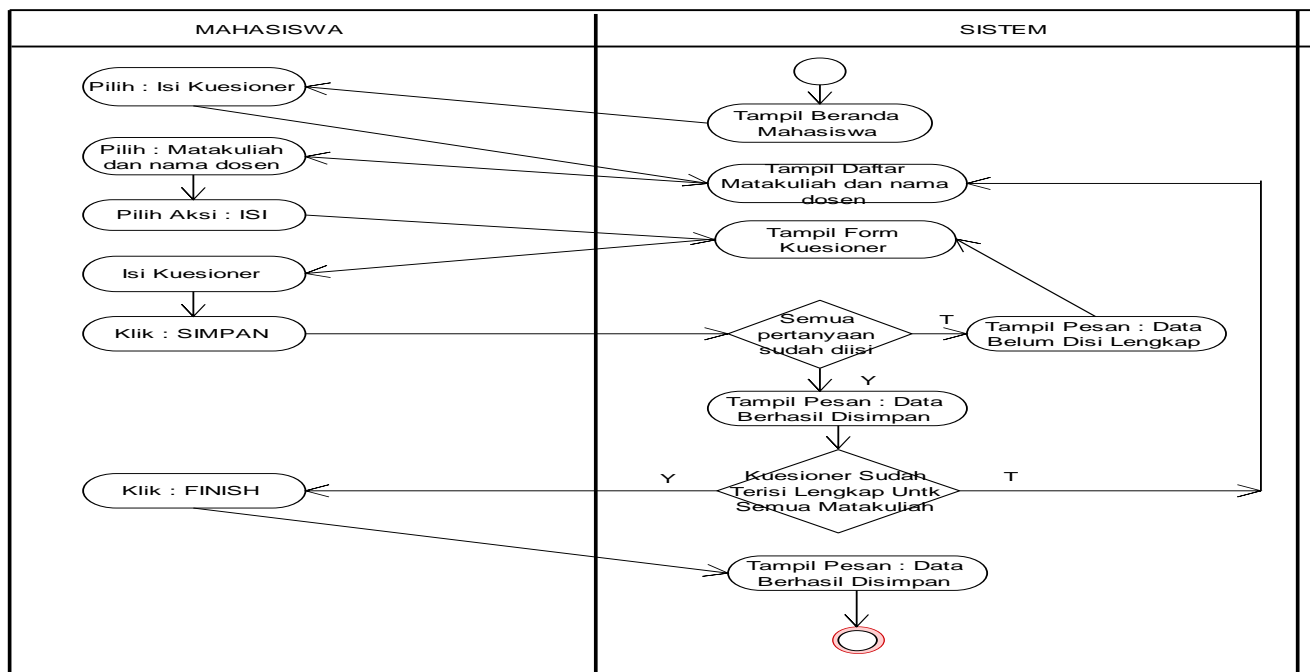 MAHASISWA
SISTEM
Pilih : Isi Kuesioner
Tampil Beranda
Mahasiswa
Pilih : Matakuliah
dan nama dosen
Tampil Daftar
Matakuliah dan nama
dosen
Pilih Aksi : ISI
Tampil Form
Kuesioner
Isi Kuesioner
Klik : SIMPAN
Semua
pertanyaan
sudah diisi
T
Tampil Pesan : Data
Belum Disi Lengkap
Y
Tampil Pesan : Data
Berhasil Disimpan
Klik : FINISH
Y
Kuesioner Sudah
Terisi Lengkap Untk
Semua Matakuliah
T
Tampil Pesan : Data
Berhasil Disimpan